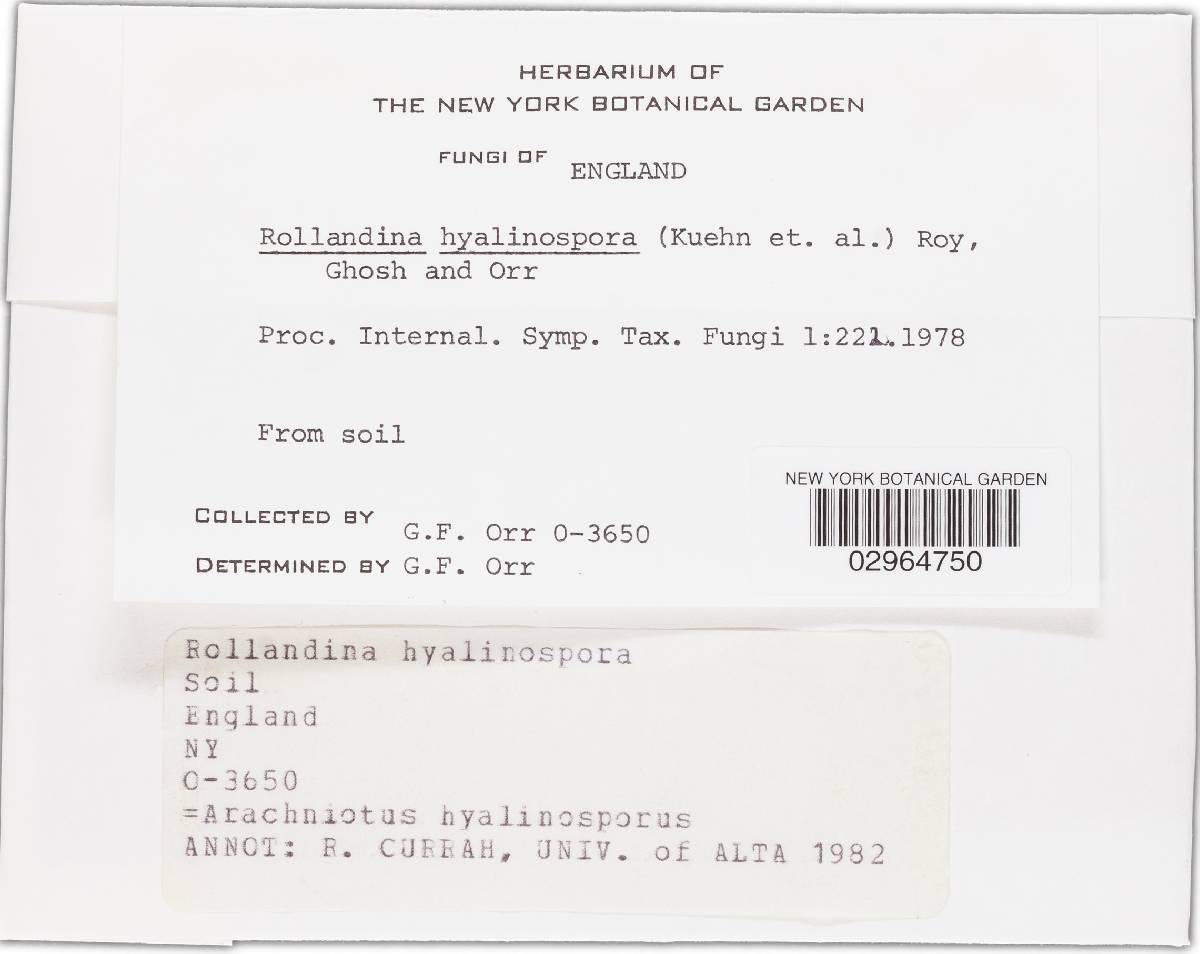 HERBARIUM OF
THE NEW YORK BOTANICAL GARDEN
FUNGI OF ENGLAND
Rollandina hyalinospora (Kuehn et. al.) Roy,
Ghosh and Orr
Proc. Internal. Symp. Tax. Fungi 1:221.1978
From soil
COLLECTED BY G.F. Orr O-3650
DETERMINED BY G.F. Orr
NEW YORK BOTANICAL GARDEN
02964750
Rollandina hyalinospora
Soil
England
NY
O-3650
=Arachniotus hyalinosporus
ANNOT: R. CURRAH, UNIV. of ALTA 1982